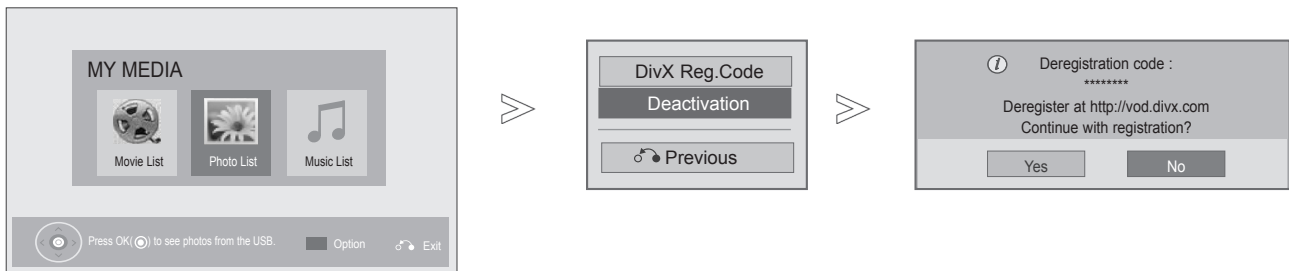 MY MEDIA
Movie List
Photo List
Music List
Press OK(◉) to see photos from the USB.
Option
Exit
DivX Reg.Code
Deactivation
Previous
Deregistration code :
********
Deregister at http://vod.divx.com
Continue with registration?
Yes
No